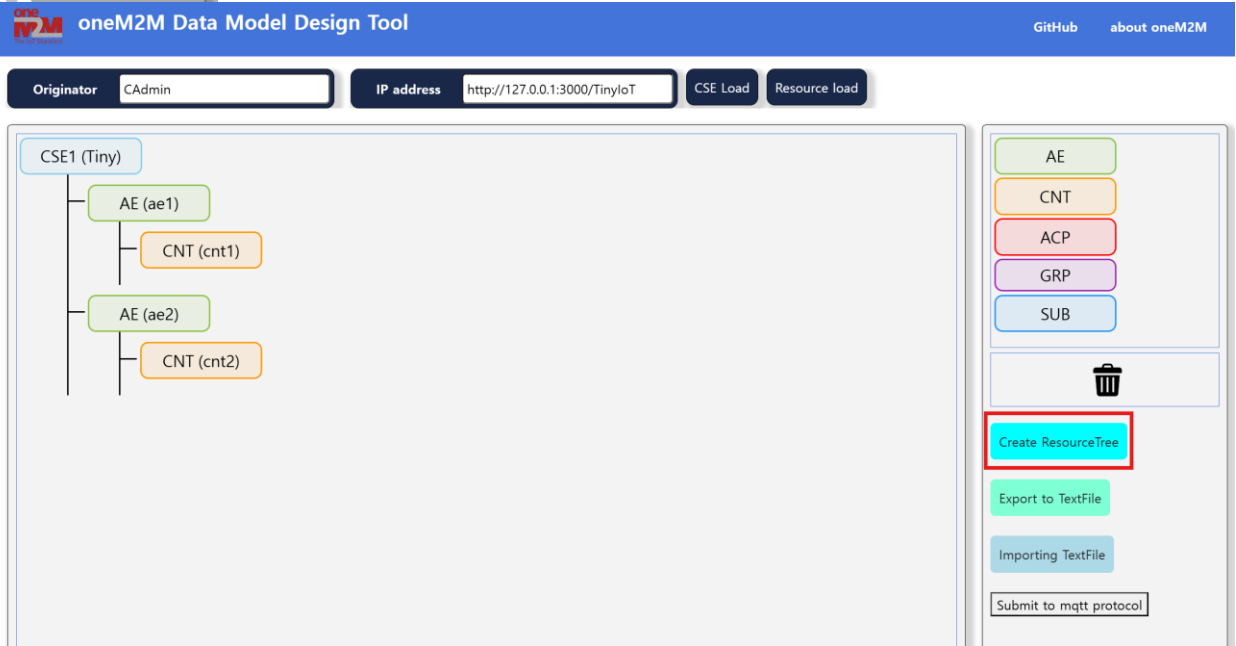 one
M2M
oneM2M Data Model Design Tool
GitHub
about oneM2M
Originator
CAdmin
IP address
http://127.0.0.1:3000/TinyIoT
CSE Load
Resource load
CSE1 (Tiny)
AE (ae1)
CNT (cnt1)
AE (ae2)
CNT (cnt2)
AE
CNT
ACP
GRP
SUB
Create ResourceTree
Export to TextFile
Importing TextFile
Submit to mqtt protocol